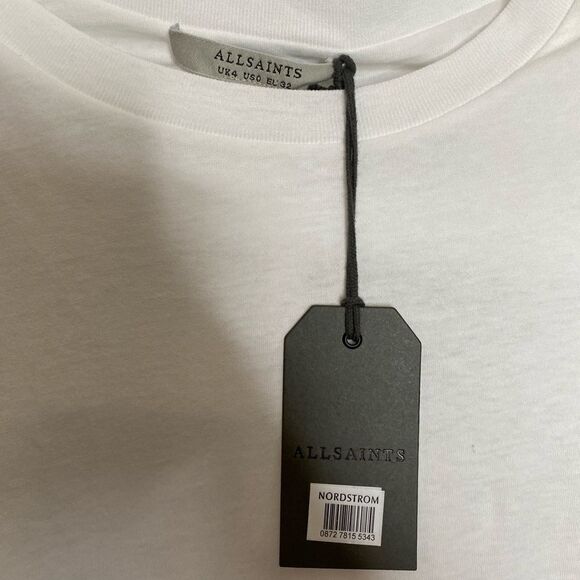 ALLSAINTS
UK4 US0 EU32
ALLSAINTS
NORDSTROM
0872 7815 5343